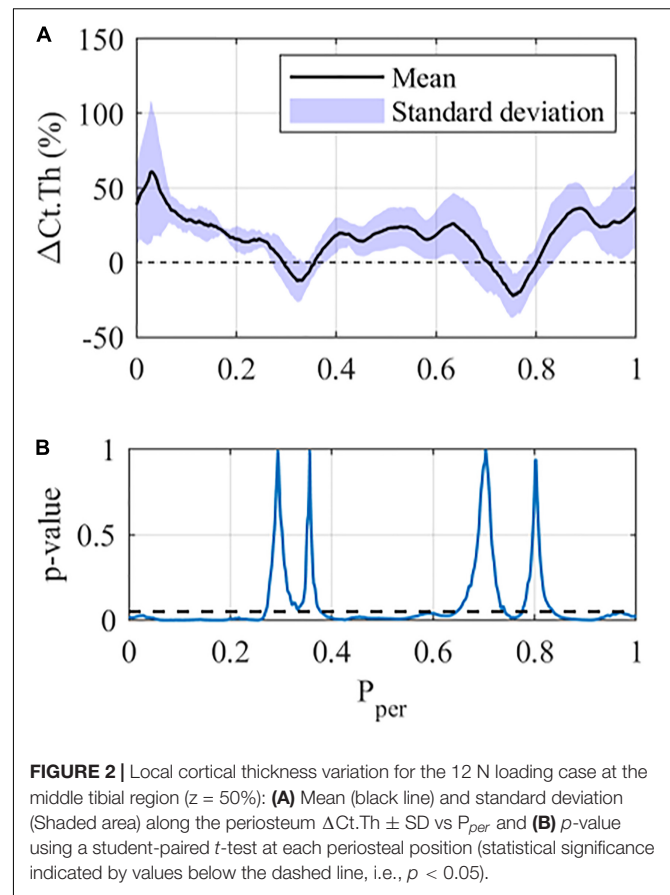 A
150
100
50
0
-50
ΔCt.Th (%)
Mean
Standard deviation
0 0.2 0.4 0.6 0.8 1
B
1
0.5
0
p-value
0 0.2 0.4 0.6 0.8 1
P_per
FIGURE 2 | Local cortical thickness variation for the 12 N loading case at the
middle tibial region (z = 50%): (A) Mean (black line) and standard deviation
(Shaded area) along the periosteum ΔCt.Th ± SD vs P_per and (B) p-value
using a student-paired t-test at each periosteal position (statistical significance
indicated by values below the dashed line, i.e., p < 0.05).